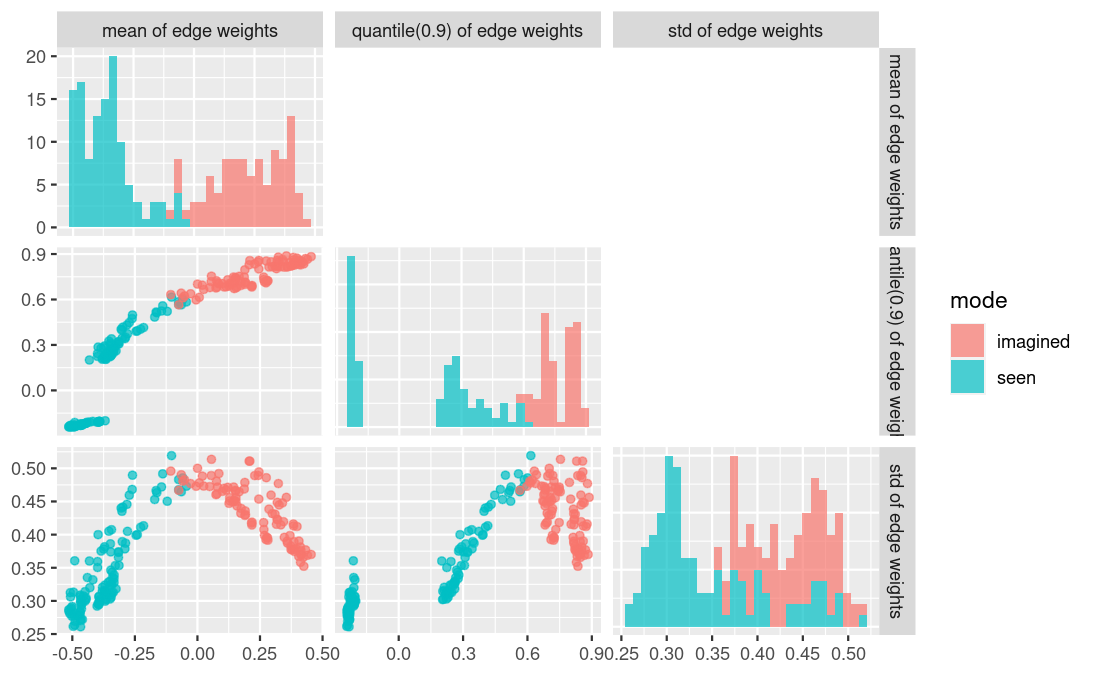 mean of edge weights quantile(0.9) of edge weights std of edge weights
20
15
10
5
0
mean of edge weights
0.9
0.6
0.3
0.0
antile(0.9) of edge weigl
0.50
0.45
0.40
0.35
0.30
0.25
std of edge weights
-0.50 -0.25 0.00 0.25 0.50 0.0 0.3 0.6 0.90.25 0.30 0.35 0.40 0.45 0.50
mode
imagined
seen